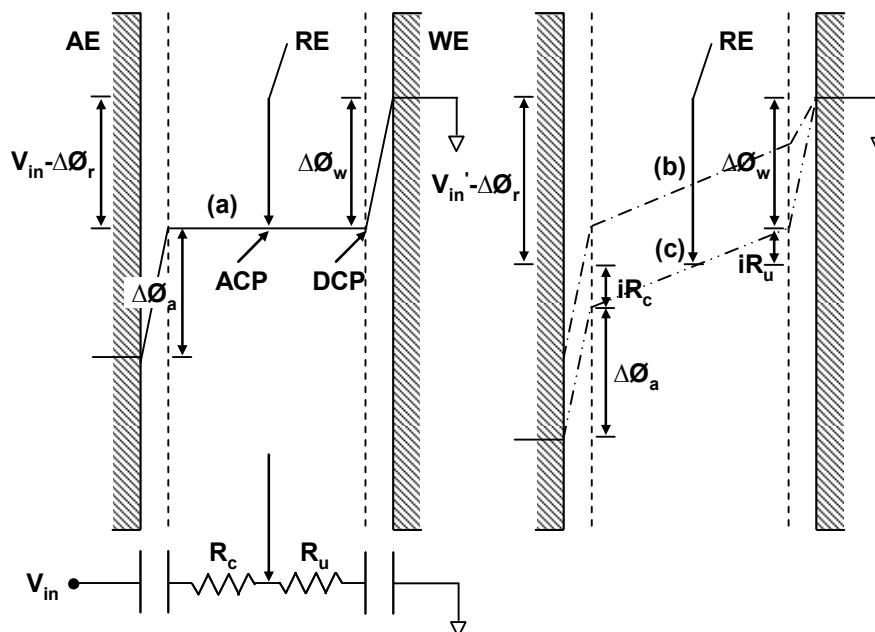 AE
RE
WE
V_in-ΔØ_r
ΔØ_w
(a)
ACP
DCP
ΔØ_a
R_c
R_u
V_in
RE
(b)
ΔØ_w
V_in'-ΔØ_r
(c)
iR_u
iR_c
ΔØ_a